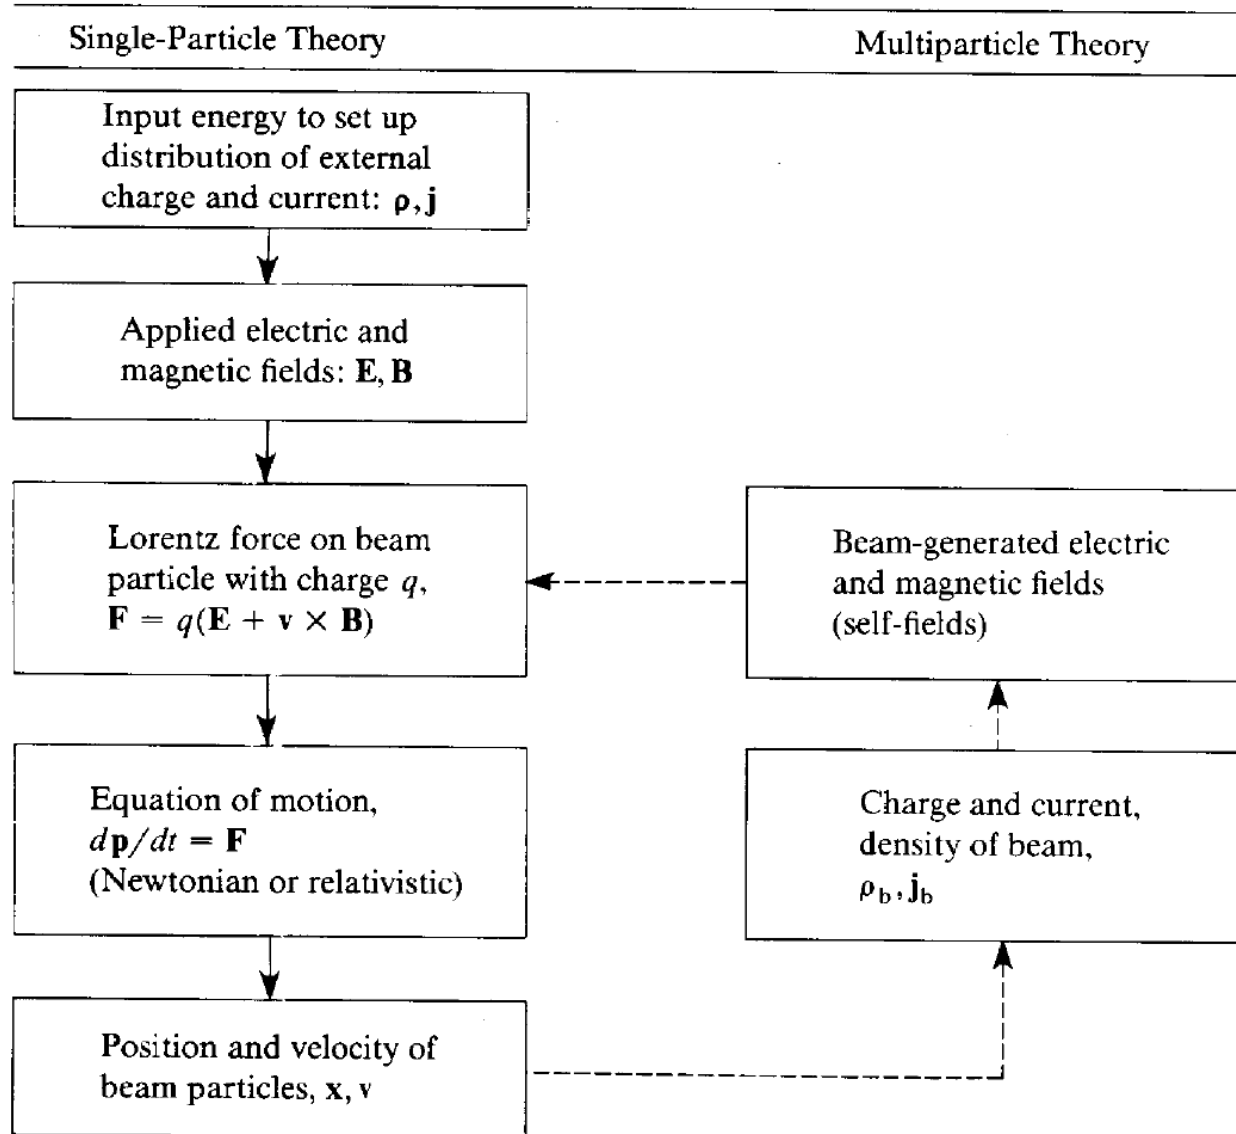 Single-Particle Theory
Multiparticle Theory
Input energy to set up
distribution of external
charge and current: ρ, j
Applied electric and
magnetic fields: E, B
Lorentz force on beam
particle with charge q,
F = q(E + v × B)
Equation of motion,
dp/dt = F
(Newtonian or relativistic)
Position and velocity of
beam particles, x, v
Beam-generated electric
and magnetic fields
(self-fields)
Charge and current,
density of beam,
ρb, jb